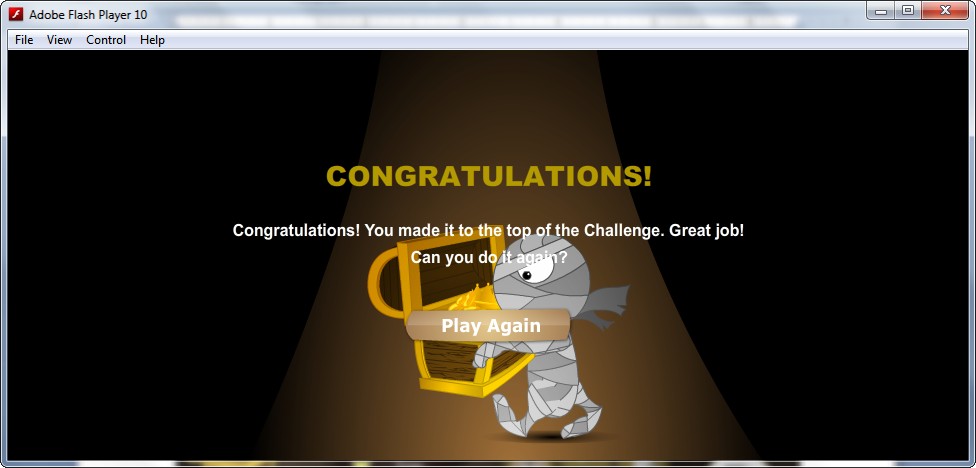 Adobe Flash Player 10
File View Control Help
CONGRATULATIONS!
Congratulations! You made it to the top of the Challenge. Great job!
Can you do it again?
Play Again